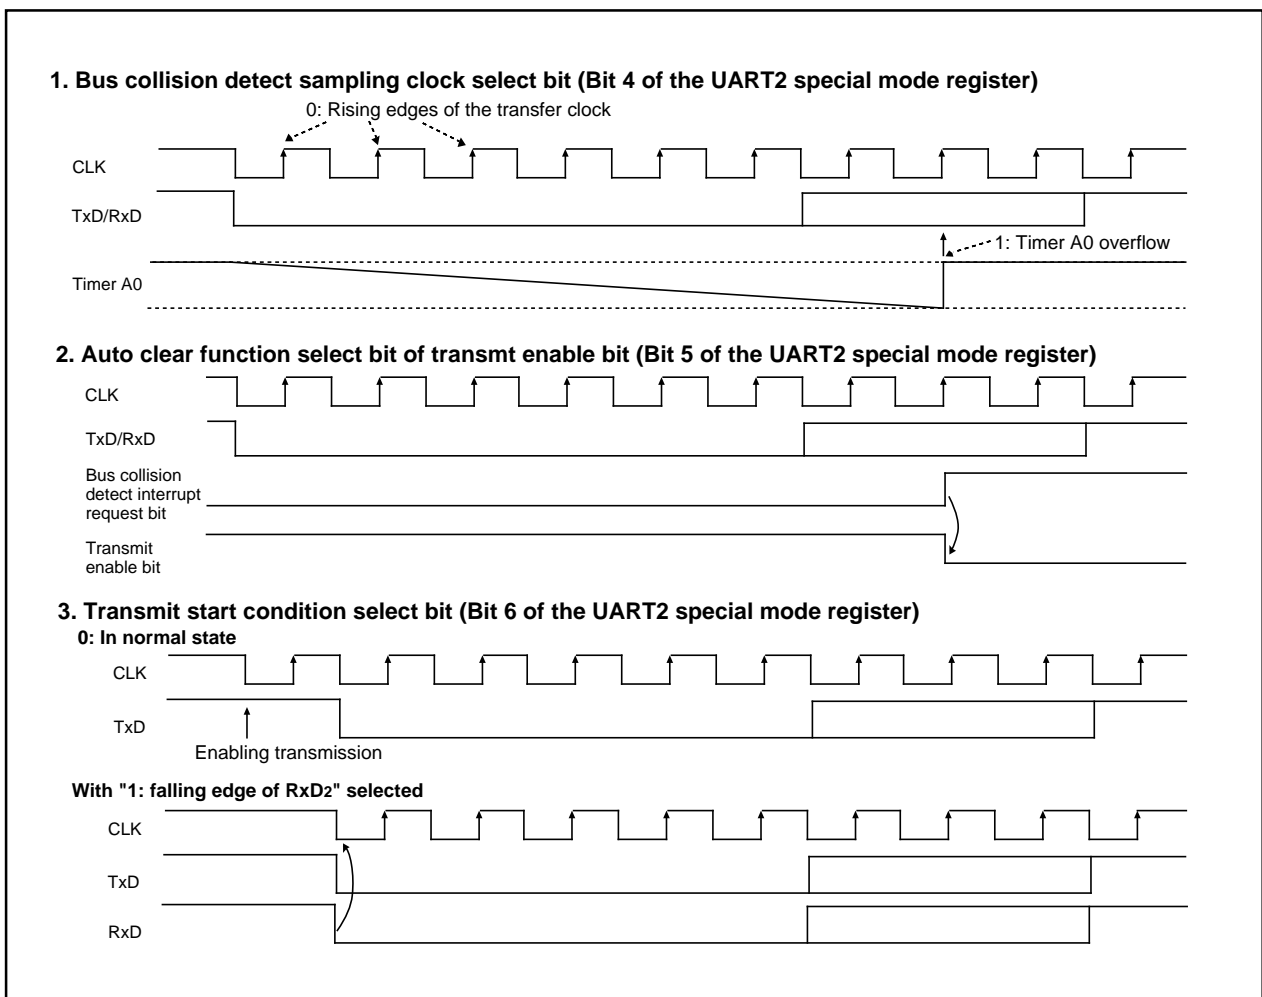 1. Bus collision detect sampling clock select bit (Bit 4 of the UART2 special mode register)
0: Rising edges of the transfer clock
CLK
TxD/RxD
1: Timer A0 overflow
Timer A0
2. Auto clear function select bit of transmt enable bit (Bit 5 of the UART2 special mode register)
CLK
TxD/RxD
Bus collision
detect interrupt
request bit
Transmit
enable bit
3. Transmit start condition select bit (Bit 6 of the UART2 special mode register)
0: In normal state
CLK
TxD
Enabling transmission
With "1: falling edge of RxD2" selected
CLK
TxD
RxD